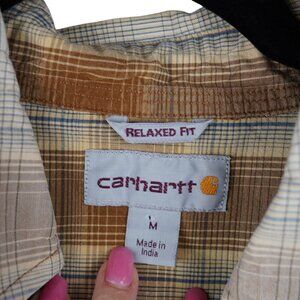 RELAXED FIT
carhartt
M
Made in
India